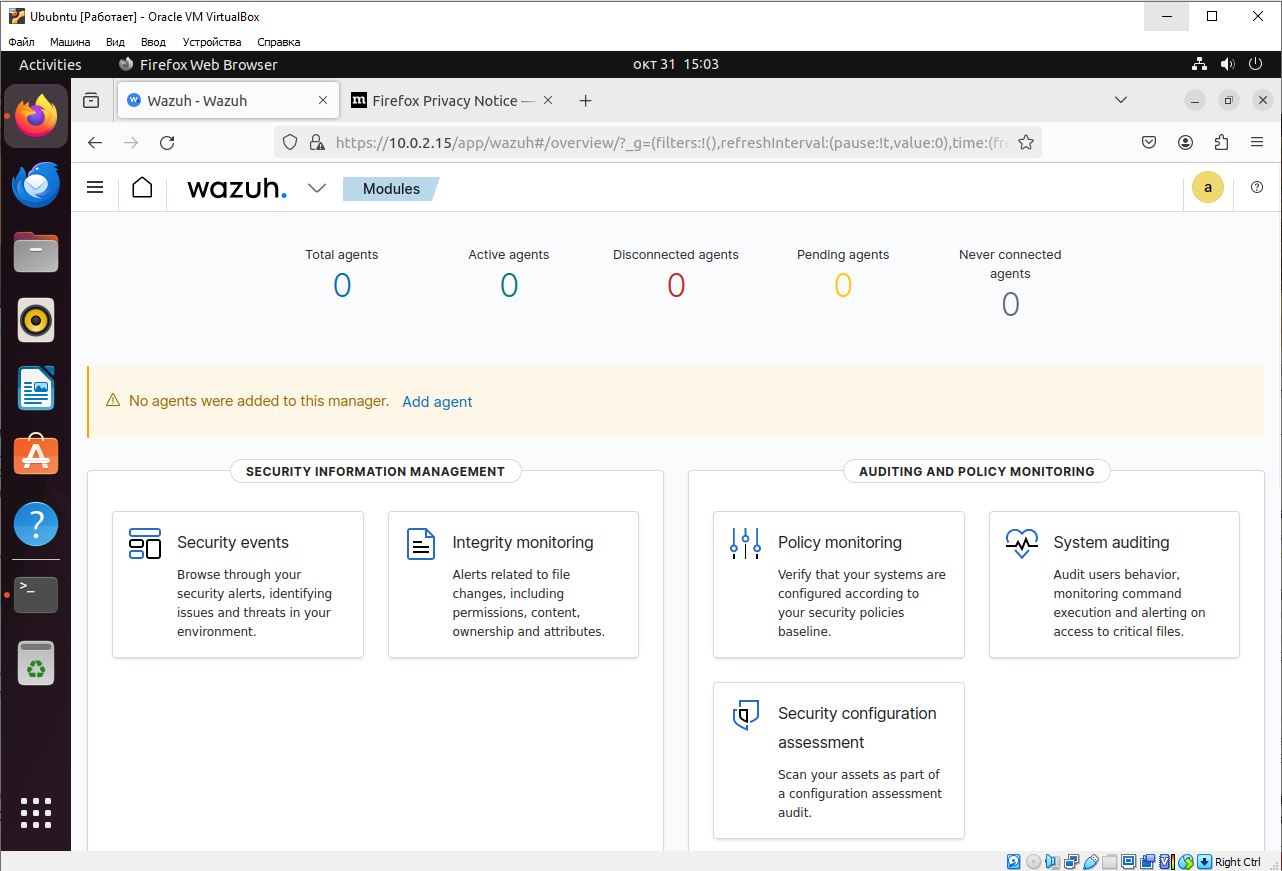 Ububntu [Работает] - Oracle VM VirtualBox
Файл Машина Вид Ввод Устройства Справка
Activities Firefox Web Browser окт 31 15:03
Wazuh - Wazuh Firefox Privacy Notice —
https://10.0.2.15/app/wazuh#/overview/?_g=(filters:!(),refreshInterval:(pause:!t,value:0),time:(fro
wazuh. Modules a
Total agents
0
Active agents
0
Disconnected agents
0
Pending agents
0
Never connected
agents
0
No agents were added to this manager. Add agent
SECURITY INFORMATION MANAGEMENT
Security events
Browse through your
security alerts, identifying
issues and threats in your
environment.
Integrity monitoring
Alerts related to file
changes, including
permissions, content,
ownership and attributes.
AUDITING AND POLICY MONITORING
Policy monitoring
Verify that your systems are
configured according to
your security policies
baseline.
System auditing
Audit users behavior,
monitoring command
execution and alerting on
access to critical files.
Security configuration
assessment
Scan your assets as part of
a configuration assessment
audit.
Right Ctrl